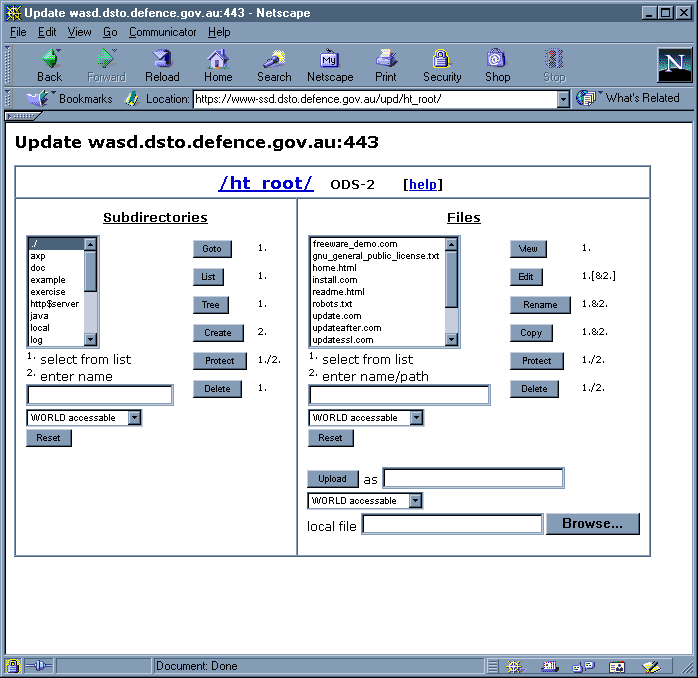 Update wasd.dsto.defence.gov.au:443 - Netscape
File Edit View Go Communicator Help
Back Forward Reload Home Search Netscape Print Security Shop Stop
My
N
Bookmarks Location: https://www-ssd.dsto.defence.gov.au/upd/ht_root/ What's Related
Update wasd.dsto.defence.gov.au:443
/ht_root/ ODS-2 [help]
Subdirectories
./
axp
doc
example
exercise
http$server
java
local
log
Goto 1.
List 1.
Tree 1.
Create 2.
Protect 1./2.
Delete 1.
1. select from list
2. enter name
WORLD accessable
Reset
Files
freeware_demo.com
gnu_general_public_license.txt
home.html
install.com
readme.html
robots.txt
update.com
updateafter.com
updatessl.com
View 1.
Edit 1.[&2.]
Rename 1.&2.
Copy 1.&2.
Protect 1./2.
Delete 1./2.
1. select from list
2. enter name/path
WORLD accessable
Reset
Upload as
WORLD accessable
local file Browse...
Document: Done